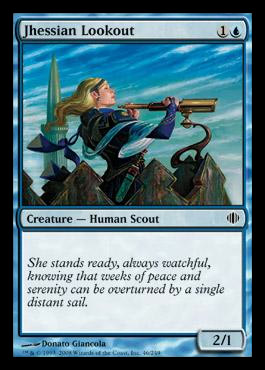 Jhessian Lookout 1
Creature — Human Scout
She stands ready, always watchful,
knowing that weeks of peace and
serenity can be overturned by a single
distant sail.
Donato Giancola
™ & © 1993–2008 Wizards of the Coast, Inc. 46/249
2/1